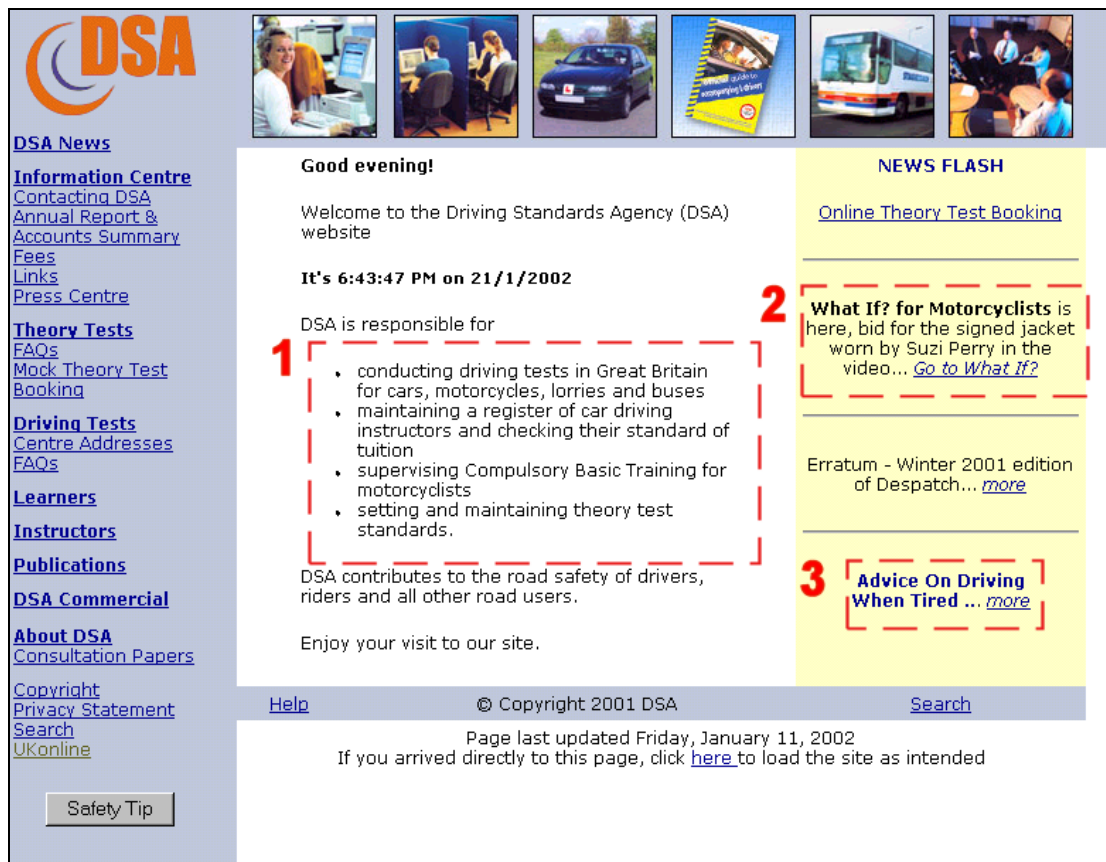 DSA
DSA News
Information Centre
Contacting DSA
Annual Report &
Accounts Summary
Fees
Links
Press Centre
Theory Tests
FAQs
Mock Theory Test
Booking
Driving Tests
Centre Addresses
FAQs
Learners
Instructors
Publications
DSA Commercial
About DSA
Consultation Papers
Copyright
Privacy Statement
Search
UKonline
Safety Tip
Good evening!
Welcome to the Driving Standards Agency (DSA)
website
It's 6:43:47 PM on 21/1/2002
DSA is responsible for
1
conducting driving tests in Great Britain
for cars, motorcycles, lorries and buses
maintaining a register of car driving
instructors and checking their standard of
tuition
supervising Compulsory Basic Training for
motorcyclists
setting and maintaining theory test
standards.
DSA contributes to the road safety of drivers,
riders and all other road users.
Enjoy your visit to our site.
NEWS FLASH
Online Theory Test Booking
2
What If? for Motorcyclists is
here, bid for the signed jacket
worn by Suzi Perry in the
video... Go to What If?
Erratum - Winter 2001 edition
of Despatch... more
3
Advice On Driving
When Tired ... more
Help
© Copyright 2001 DSA
Search
Page last updated Friday, January 11, 2002
If you arrived directly to this page, click here to load the site as intended